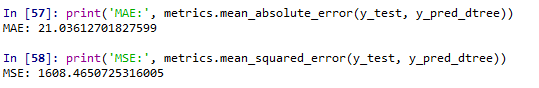 In [57]: print('MAE:', metrics.mean_absolute_error(y_test, y_pred_dtree))
MAE: 21.03612701827599
In [58]: print('MSE:', metrics.mean_squared_error(y_test, y_pred_dtree))
MSE: 1608.4650725316005